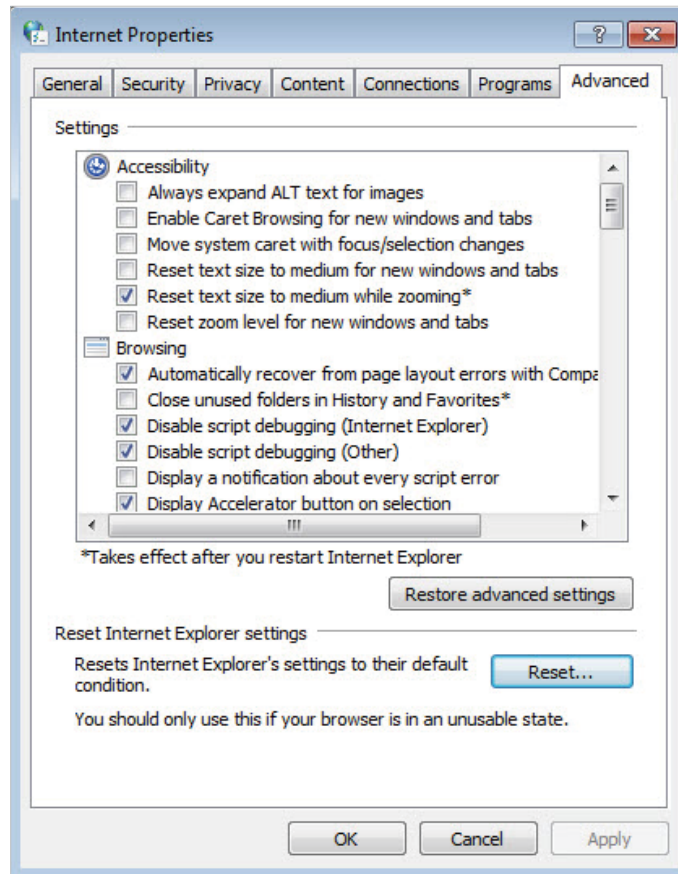 Internet Properties
General Security Privacy Content Connections Programs Advanced
Settings
Accessibility
Always expand ALT text for images
Enable Caret Browsing for new windows and tabs
Move system caret with focus/selection changes
Reset text size to medium for new windows and tabs
Reset text size to medium while zooming*
Reset zoom level for new windows and tabs
Browsing
Automatically recover from page layout errors with Compa
Close unused folders in History and Favorites*
Disable script debugging (Internet Explorer)
Disable script debugging (Other)
Display a notification about every script error
Display Accelerator button on selection
*Takes effect after you restart Internet Explorer
Restore advanced settings
Reset Internet Explorer settings
Resets Internet Explorer's settings to their default
condition.
Reset...
You should only use this if your browser is in an unusable state.
OK Cancel Apply